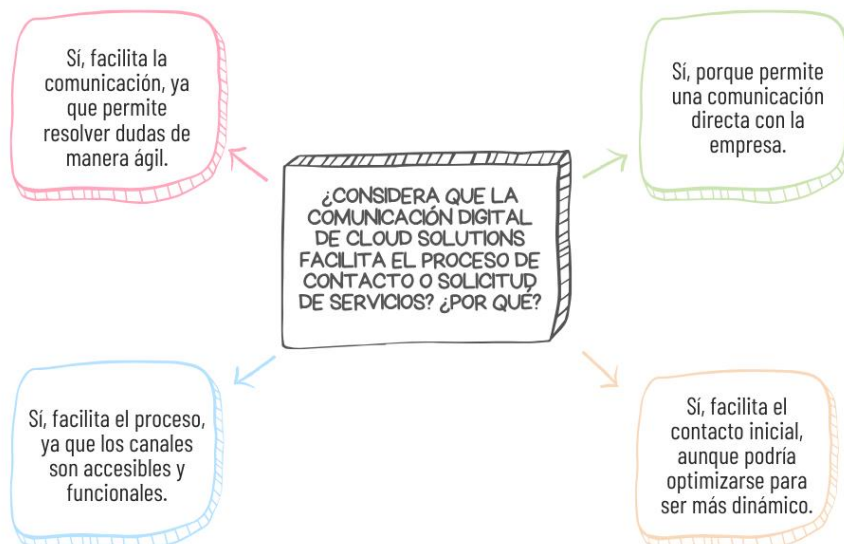 Sí, facilita la
comunicación, ya
que permite
resolver dudas de
manera ágil.
Sí, porque permite
una comunicación
directa con la
empresa.
¿CONSIDERA QUE LA
COMUNICACIÓN DIGITAL
DE CLOUD SOLUTIONS
FACILITA EL PROCESO DE
CONTACTO O SOLICITUD
DE SERVICIOS? ¿POR QUÉ?
Sí, facilita el proceso,
ya que los canales
son accesibles y
funcionales.
Sí, facilita el
contacto inicial,
aunque podría
optimizarse para
ser más dinámico.